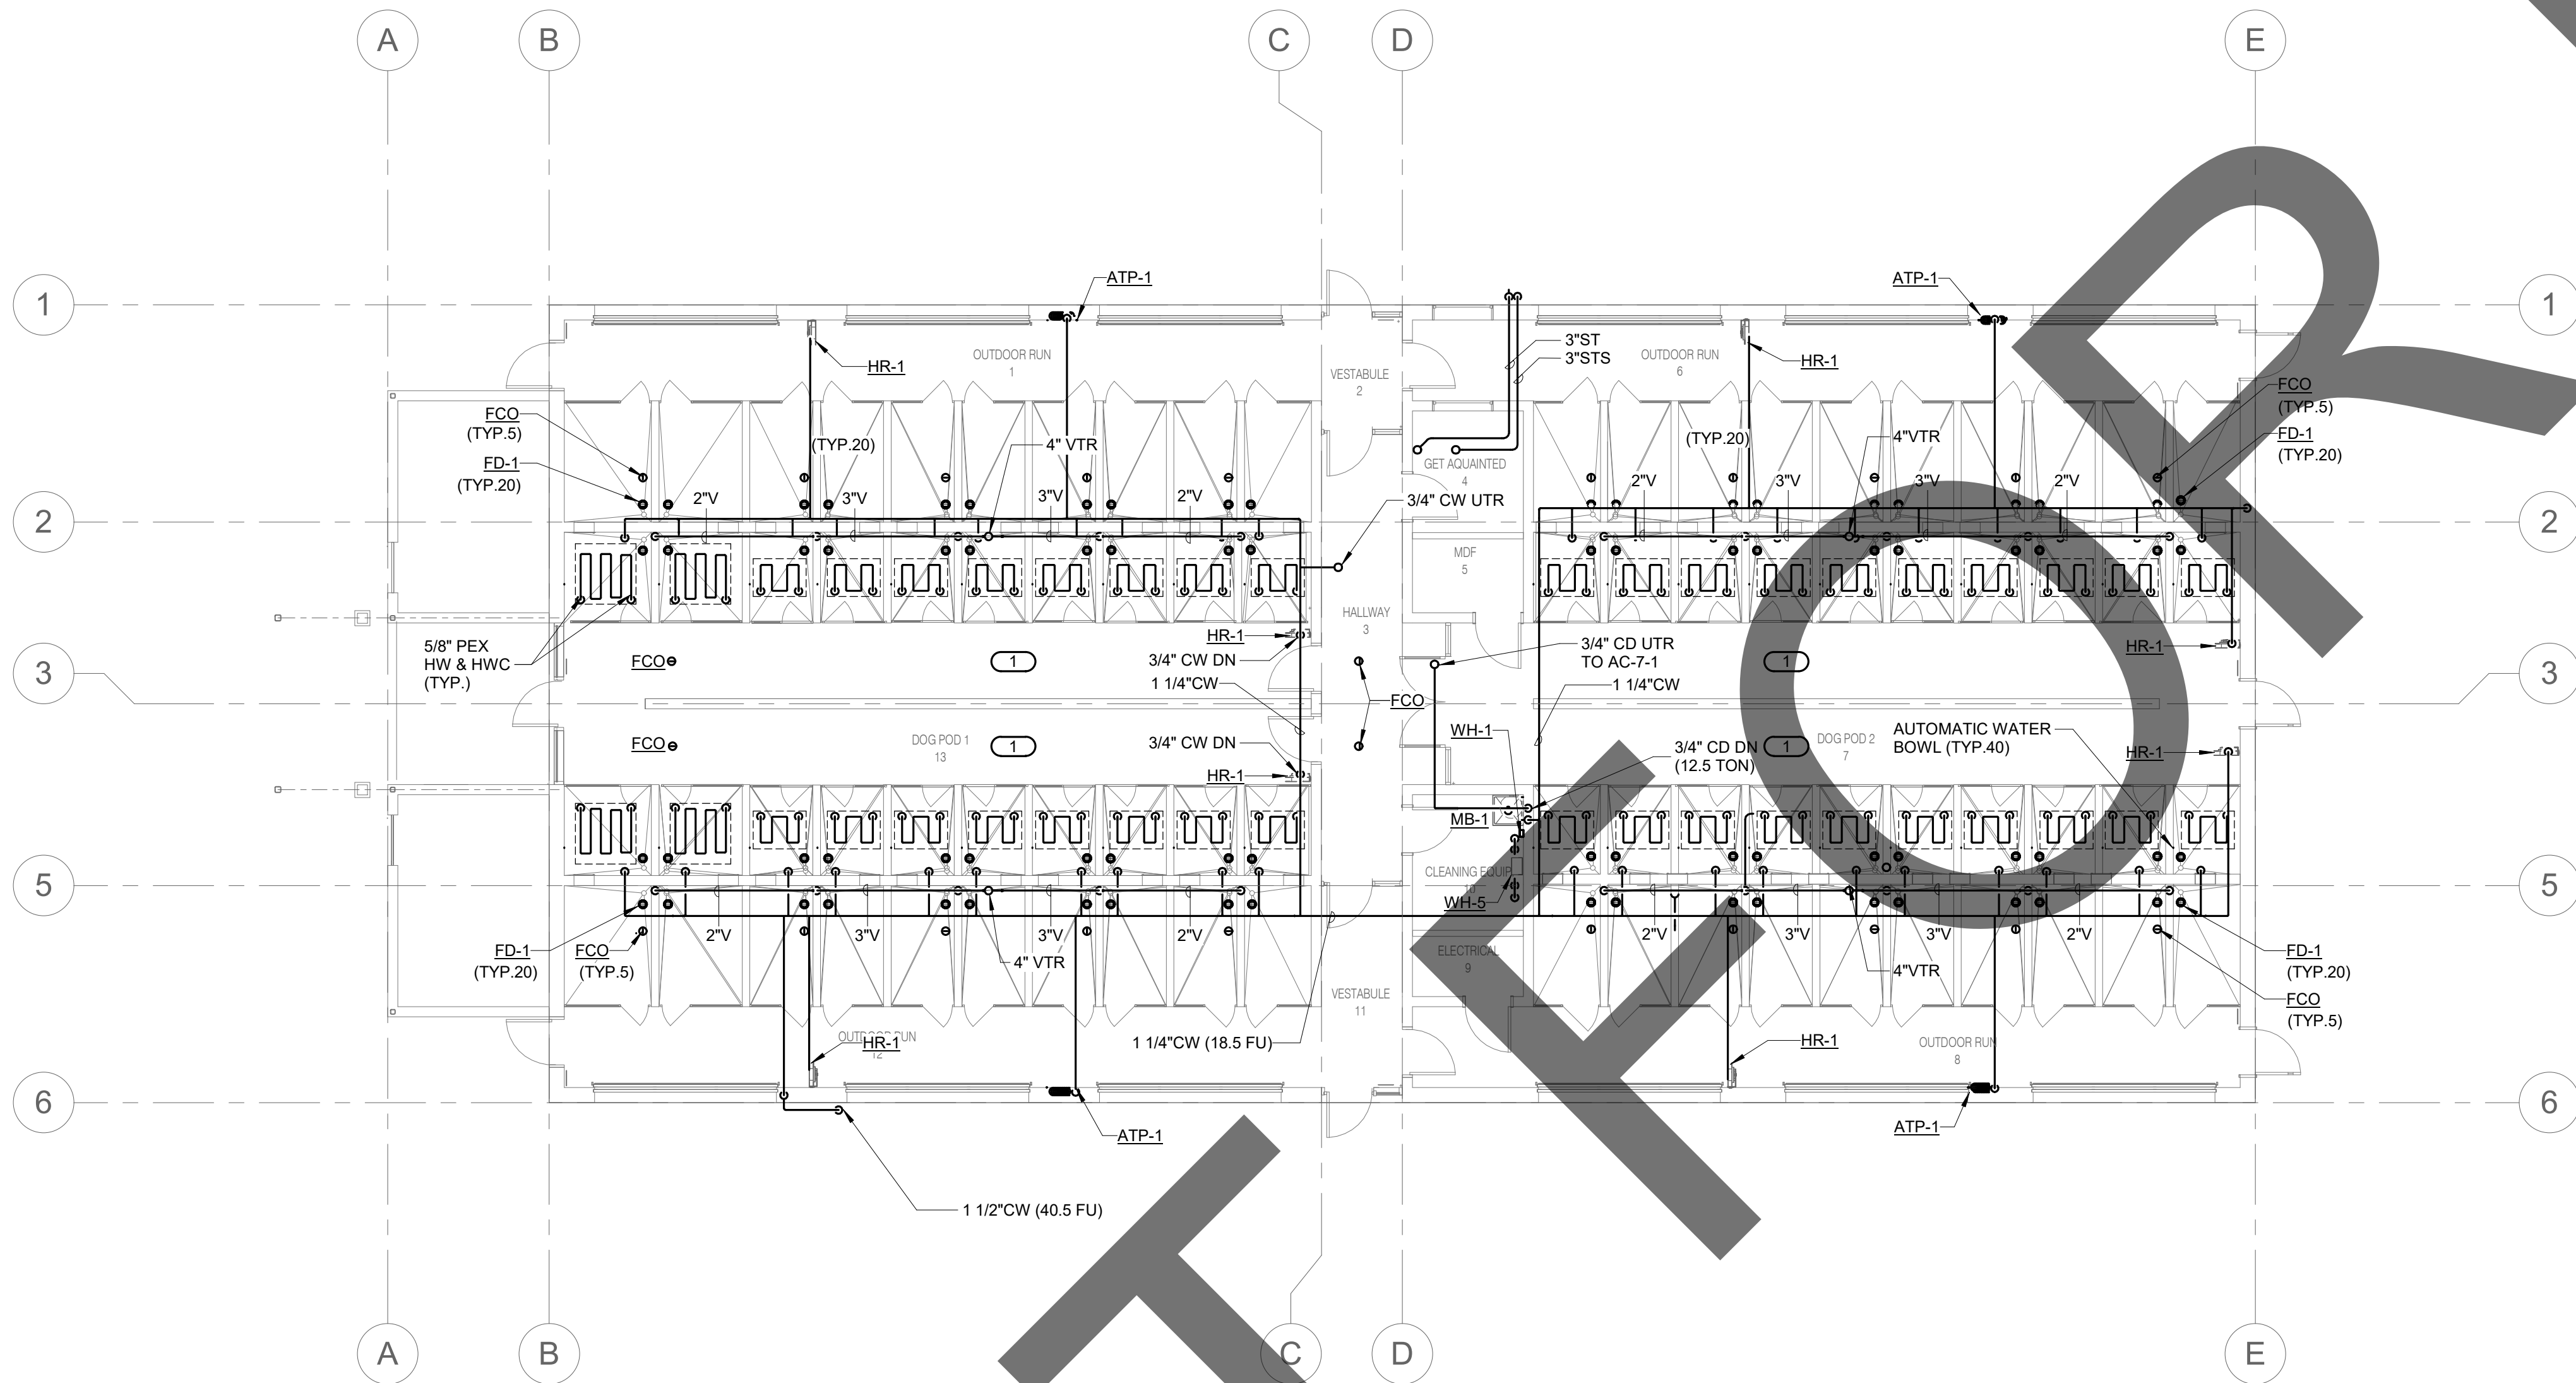 A
B
C
D
E
ATP-1
ATP-1
1
1
3"ST
3"STS
HR-1
OUTDOOR RUN
1
VESTABULE
2
OUTDOOR RUN
6
HR-1
FCO
(TYP.5)
FD-1
(TYP.20)
(TYP.20)
4" VTR
(TYP.20)
4"VTR
FCO
(TYP.5)
FD-1
(TYP.20)
GET AQUAINTED
4
2"V
3"V
3"V
2"V
3/4" CW UTR
2"V
3"V
3"V
2"V
2
2
MDF
5
HALLWAY
3
5/8" PEX
HW & HWC
(TYP.)
FCO
1
HR-1
3/4" CW DN
1 1/4"CW
3/4" CD UTR
TO AC-7-1
1 1/4"CW
1
HR-1
3
3
FCO
FCO
DOG POD 1
13
1
3/4" CW DN
HR-1
WH-1
3/4" CD DN
(12.5 TON)
1
DOG POD 2
7
AUTOMATIC WATER
BOWL (TYP.40)
HR-1
MB-1
CLEANING EQUIP.
10
WH-5
5
5
2"V
3"V
3"V
2"V
2"V
3"V
3"V
2"V
FD-1
(TYP.20)
FCO
(TYP.5)
4" VTR
ELECTRICAL
9
4"VTR
FD-1
(TYP.20)
FCO
(TYP.5)
VESTABULE
11
OUTDOOR RUN
12
HR-1
1 1/4"CW (18.5 FU)
HR-1
OUTDOOR RUN
8
6
6
ATP-1
ATP-1
1 1/2"CW (40.5 FU)
A
B
C
D
E